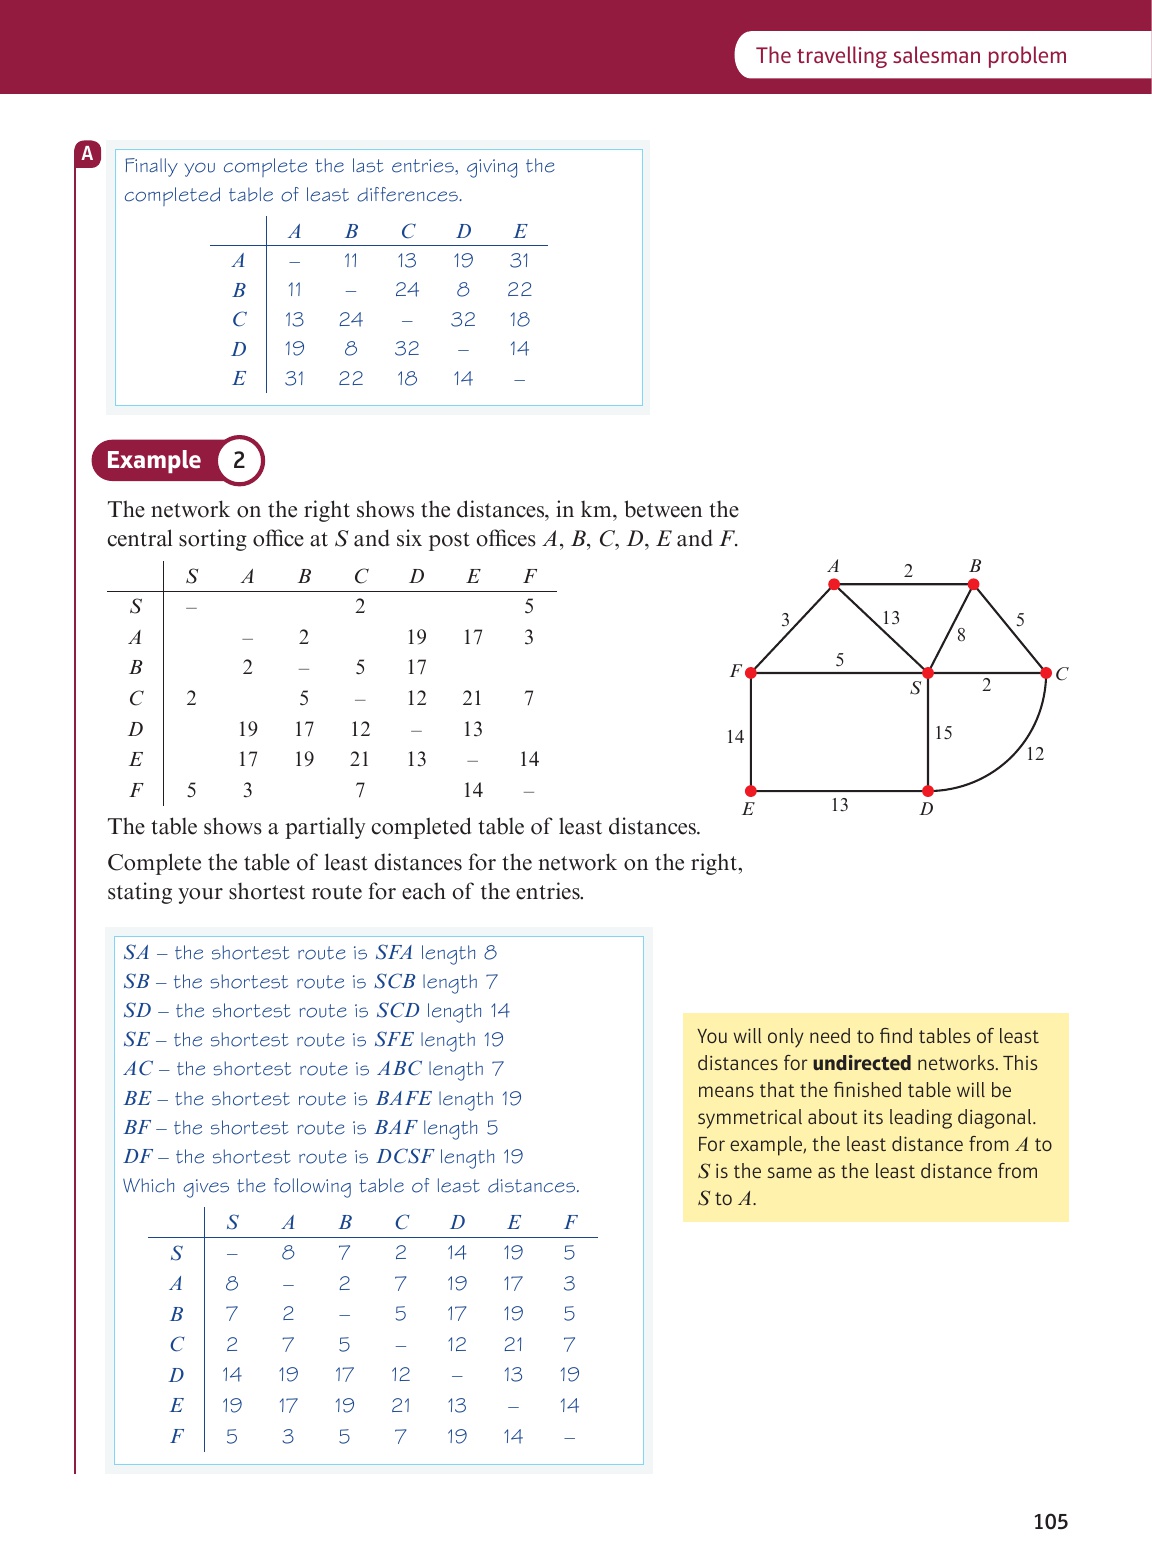 The travelling salesman problem
A
Finally you complete the last entries, giving the
completed table of least differences.
A B C D E
A – 11 13 19 31
B 11 – 24 8 22
C 13 24 – 32 18
D 19 8 32 – 14
E 31 22 18 14 –
Example 2
The network on the right shows the distances, in km, between the
central sorting office at S and six post offices A, B, C, D, E and F.
S A B C D E F
S – 2 5
A – 2 19 17 3
B 2 – 5 17
C 2 5 – 12 21 7
D 19 17 12 – 13
E 17 19 21 13 – 14
F 5 3 7 14 –
A 2 B
3 13 8 5
F 5 S 2 C
14 15 12
E 13 D
The table shows a partially completed table of least distances.
Complete the table of least distances for the network on the right,
stating your shortest route for each of the entries.
SA – the shortest route is SFA length 8
SB – the shortest route is SCB length 7
SD – the shortest route is SCD length 14
SE – the shortest route is SFE length 19
AC – the shortest route is ABC length 7
BE – the shortest route is BAFE length 19
BF – the shortest route is BAF length 5
DF – the shortest route is DCSF length 19
Which gives the following table of least distances.
S A B C D E F
S – 8 7 2 14 19 5
A 8 – 2 7 19 17 3
B 7 2 – 5 17 19 5
C 2 7 5 – 12 21 7
D 14 19 17 12 – 13 19
E 19 17 19 21 13 – 14
F 5 3 5 7 19 14 –
You will only need to find tables of least
distances for undirected networks. This
means that the finished table will be
symmetrical about its leading diagonal.
For example, the least distance from A to
S is the same as the least distance from
S to A.
105